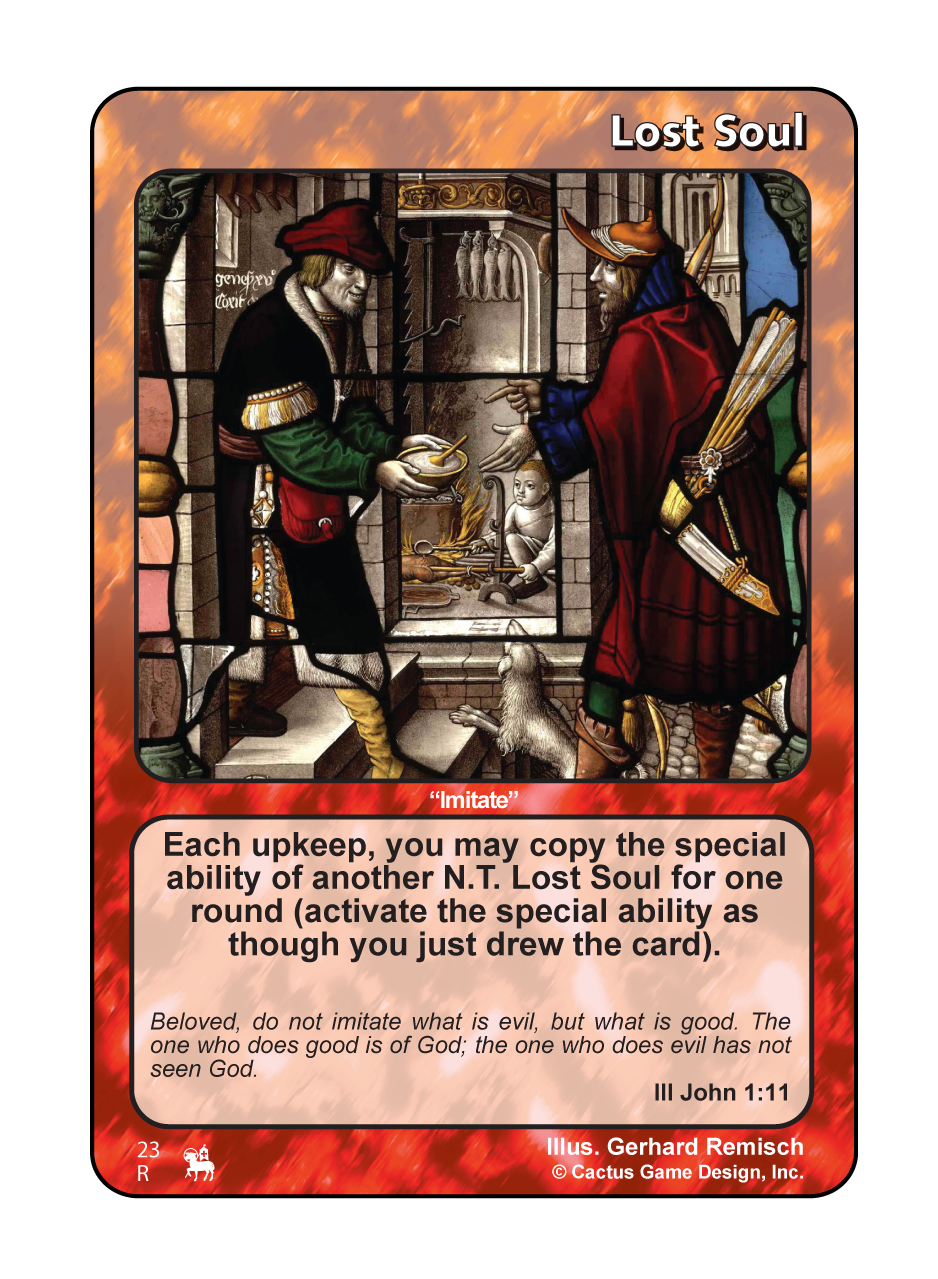 Lost Soul
“Imitate”
Each upkeep, you may copy the special
ability of another N.T. Lost Soul for one
round (activate the special ability as
though you just drew the card).
Beloved, do not imitate what is evil, but what is good. The
one who does good is of God; the one who does evil has not
seen God.
III John 1:11
23
R
Illus. Gerhard Remisch
© Cactus Game Design, Inc.